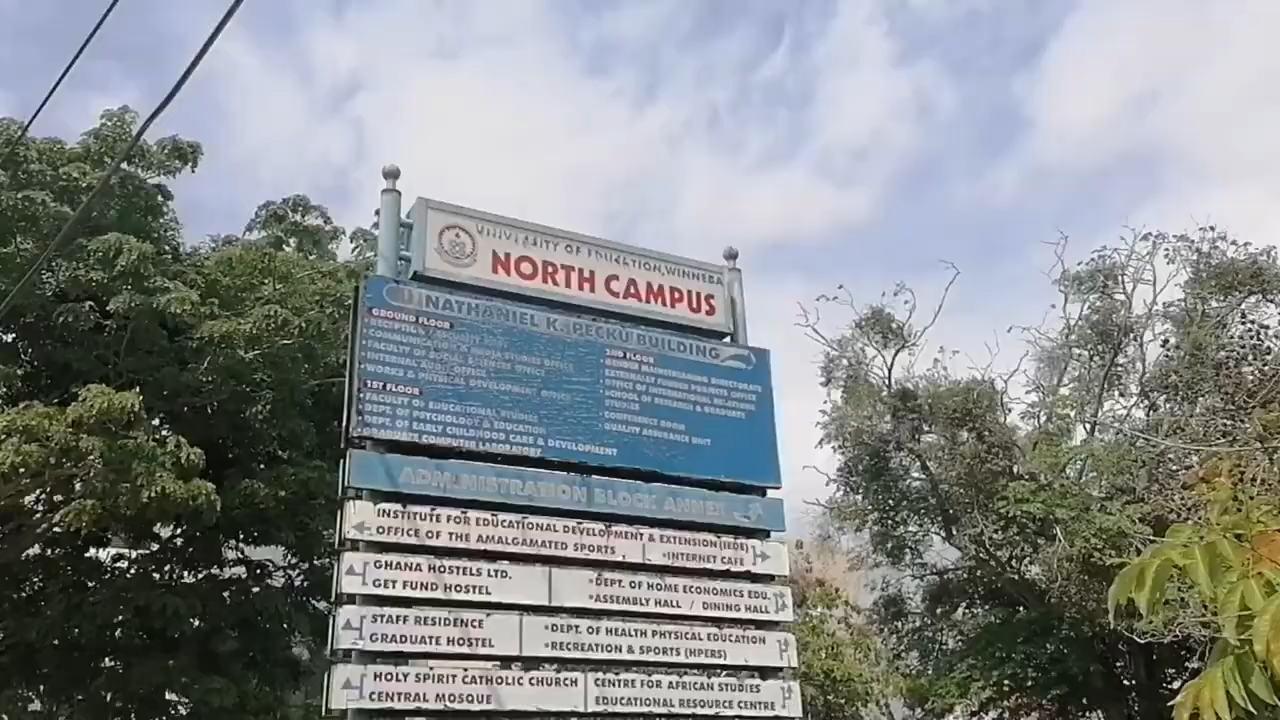 UNIVERSITY OF EDUCATION, WINNEBA
NORTH CAMPUS
NATHANIEL K. PECKU BUILDING
GROUND FLOOR
• COMMUNICATION & MEDIA STUDIES OFFICE
• FACULTY OF SOCIAL SCIENCES OFFICE
• INTERNAL AUDIT OFFICE
• WORKS & PHYSICAL DEVELOPMENT OFFICE
1ST FLOOR
• FACULTY OF EDUCATIONAL STUDIES
• DEPT. OF PSYCHOLOGY & EDUCATION
• DEPT. OF EARLY CHILDHOOD CARE & DEVELOPMENT
GRADUATE COMPUTER LABORATORY
2ND FLOOR
• GENDER MAINSTREAMING DIRECTORATE
EXTERNALLY FUNDED PROJECTS OFFICE
• OFFICE OF INTERNATIONAL RELATIONS
• SCHOOL OF RESEARCH & GRADUATE
STUDIES
• CONFERENCE ROOM
• QUALITY ASSURANCE UNIT
ADMINISTRATION BLOCK ANNEX
INSTITUTE FOR EDUCATIONAL DEVELOPMENT & EXTENSION (IEDE)
OFFICE OF THE AMALGAMATED SPORTS
•INTERNET CAFE
GHANA HOSTELS LTD.
GET FUND HOSTEL
•DEPT. OF HOME ECONOMICS EDU.
•ASSEMBLY HALL / DINING HALL
STAFF RESIDENCE
GRADUATE HOSTEL
•DEPT. OF HEALTH PHYSICAL EDUCATION
•RECREATION & SPORTS (HPERS)
HOLY SPIRIT CATHOLIC CHURCH
CENTRAL MOSQUE
CENTRE FOR AFRICAN STUDIES
EDUCATIONAL RESOURCE CENTRE